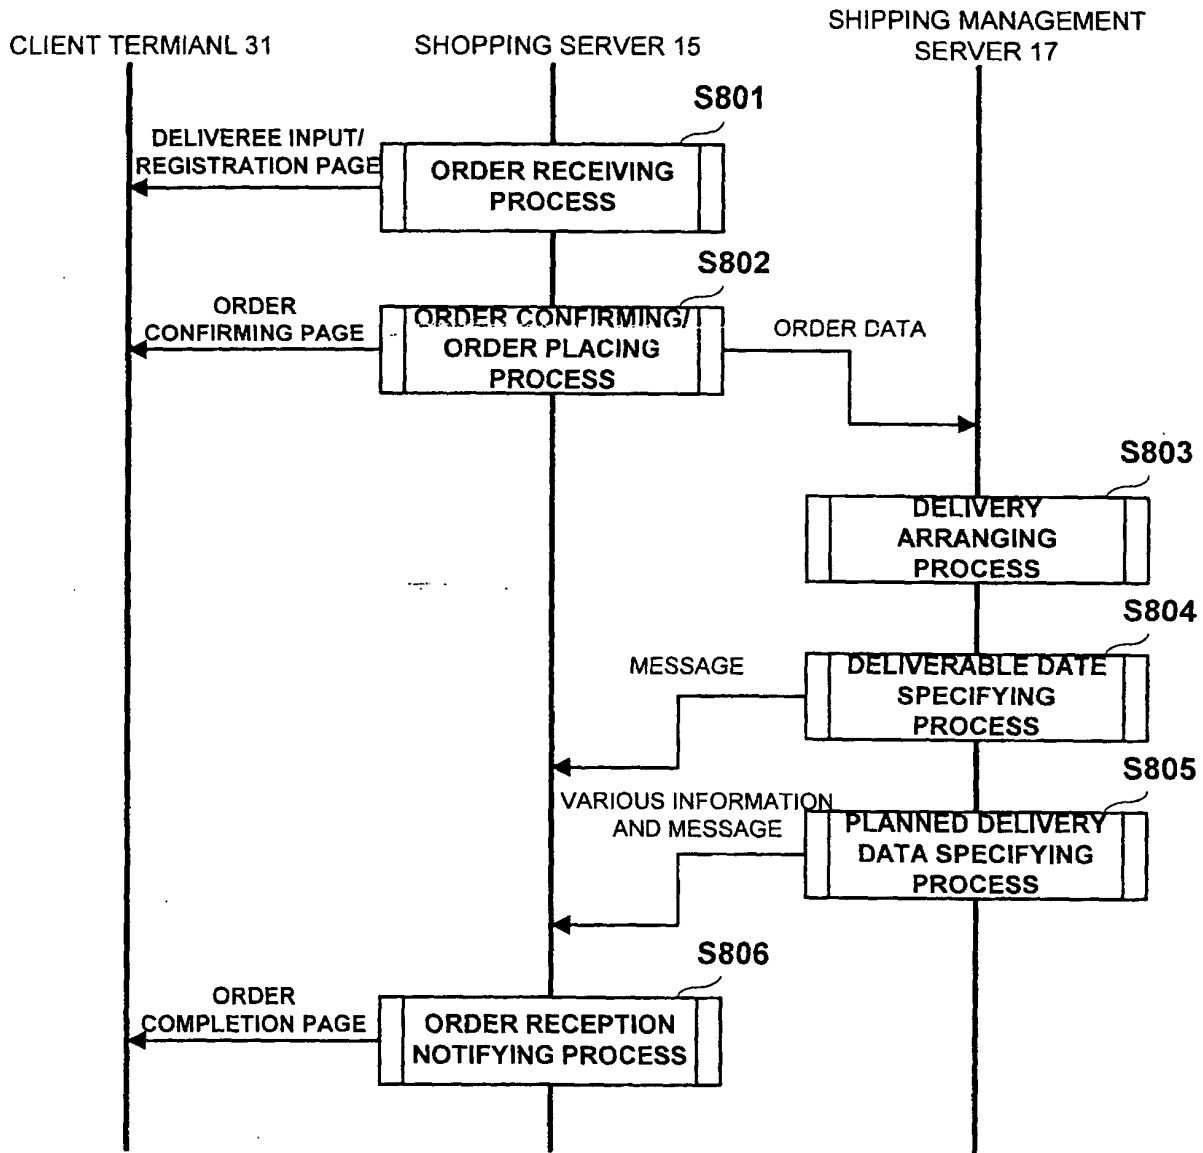 CLIENT TERMIANL 31
SHOPPING SERVER 15
SHIPPING MANAGEMENT
SERVER 17
S801
DELIVEREE INPUT/
REGISTRATION PAGE
ORDER RECEIVING
PROCESS
S802
ORDER
CONFIRMING PAGE
ORDER CONFIRMING/
ORDER PLACING
PROCESS
ORDER DATA
S803
DELIVERY
ARRANGING
PROCESS
S804
MESSAGE
DELIVERABLE DATE
SPECIFYING
PROCESS
S805
VARIOUS INFORMATION
AND MESSAGE
PLANNED DELIVERY
DATA SPECIFYING
PROCESS
S806
ORDER
COMPLETION PAGE
ORDER RECEPTION
NOTIFYING PROCESS